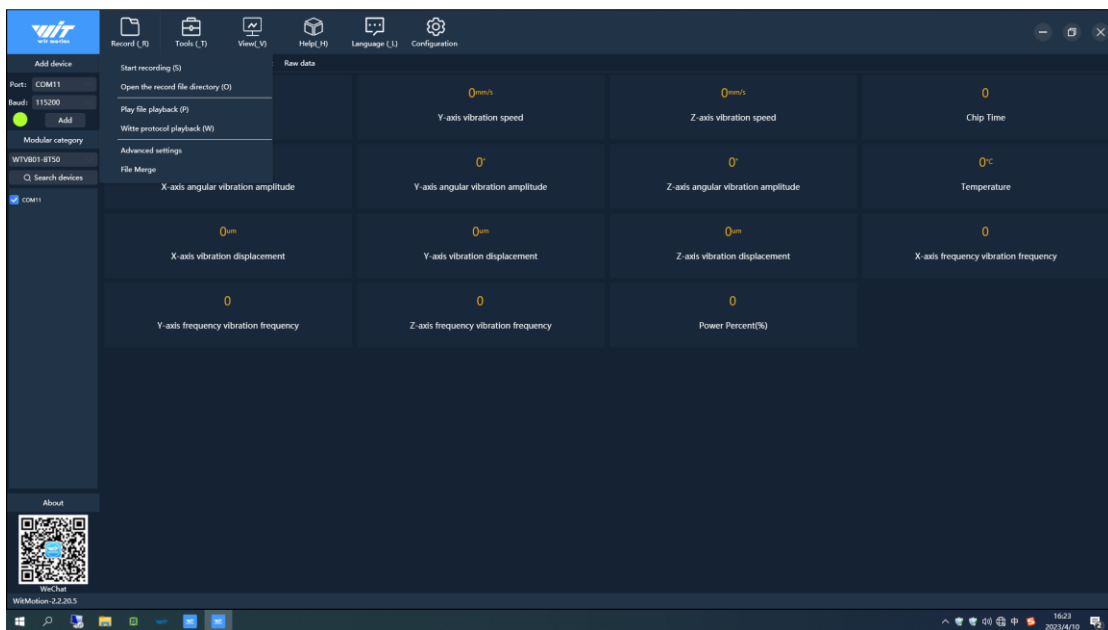 WiT
wit motion
Record (_R)
Tools (_T)
View(_V)
Help(_H)
Language (_L)
Configuration
Add device
Port: COM11
Baud: 115200
Add
Modular category
WTVB01-BT50
Search devices
COM11
Start recording (S)
Open the record file directory (O)
Play file playback (P)
Witte protocol playback (W)
Advanced settings
File Merge
Raw data
0mm/s
Y-axis vibration speed
0mm/s
Z-axis vibration speed
0
Chip Time
X-axis angular vibration amplitude
0°
Y-axis angular vibration amplitude
0°
Z-axis angular vibration amplitude
0°C
Temperature
0um
X-axis vibration displacement
0um
Y-axis vibration displacement
0um
Z-axis vibration displacement
0
X-axis frequency vibration frequency
0
Y-axis frequency vibration frequency
0
Z-axis frequency vibration frequency
0
Power Percent(%)
About
WeChat
WitMotion-2.2.20.5
中
16:23
2023/4/10